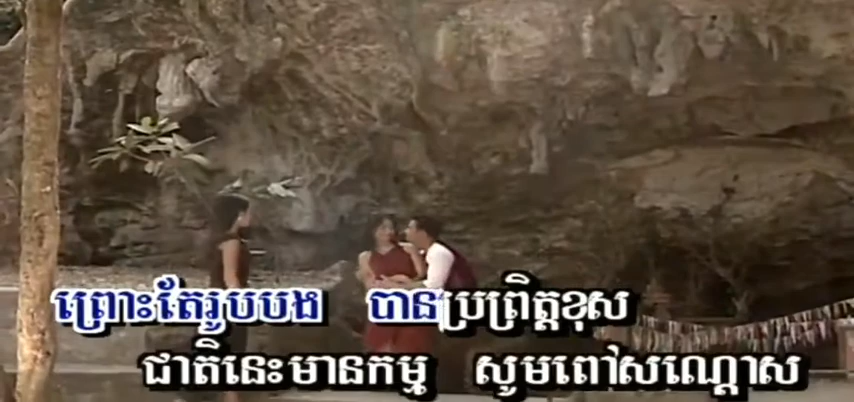 ព្រោះតែរូបបង បានប្រព្រិត្តខុស
ជាតិនេះមានកម្ម សូមពៅសណ្ដោស